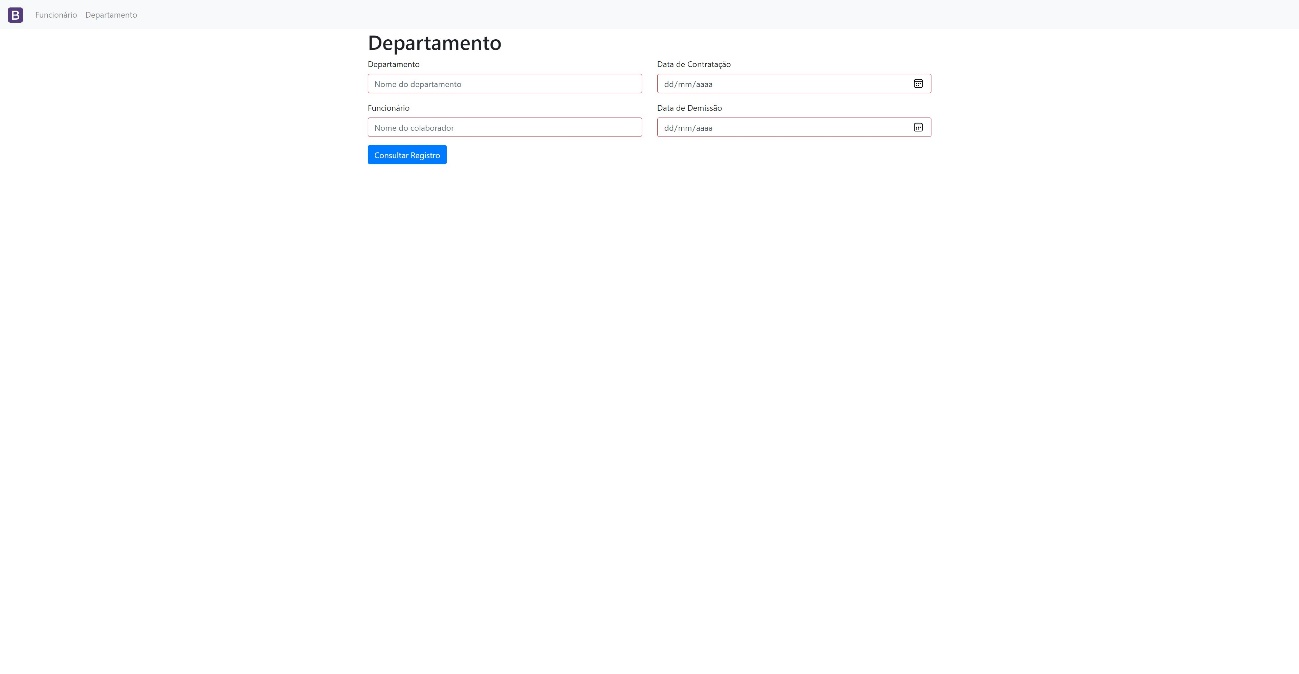 B Funcionário Departamento
Departamento
Departamento Data de Contratação
Nome do departamento dd/mm/aaaa
Funcionário Data de Demissão
Nome do colaborador dd/mm/aaaa
Consultar Registro